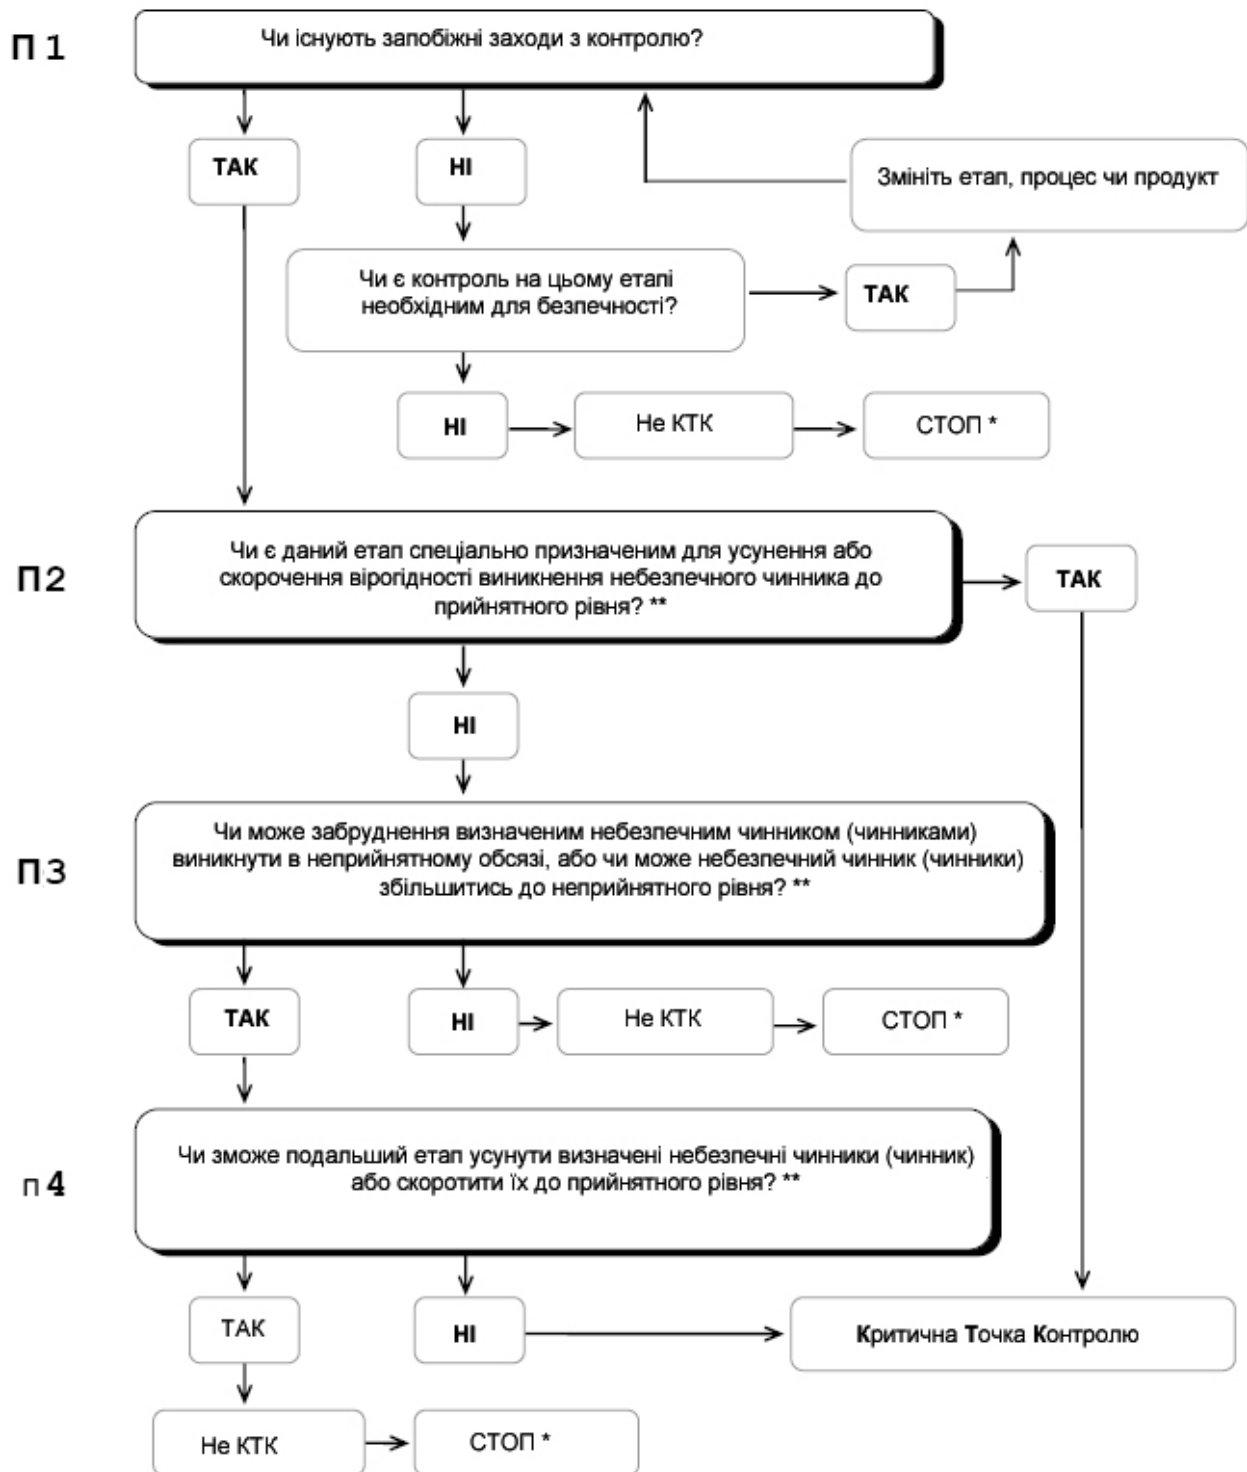 П 1
Чи існують запобіжні заходи з контролю?
ТАК
НІ
Змініть етап, процес чи продукт
Чи є контроль на цьому етапі
необхідним для безпечності?
ТАК
НІ
Не КТК
СТОП *
П2
Чи є даний етап спеціально призначеним для усунення або
скорочення вірогідності виникнення небезпечного чинника до
прийнятного рівня? **
ТАК
НІ
П3
Чи може забруднення визначеним небезпечним чинником (чинниками)
виникнути в неприйнятному обсязі, або чи може небезпечний чинник (чинники)
збільшитись до неприйнятного рівня? **
ТАК
НІ
Не КТК
СТОП *
п 4
Чи зможе подальший етап усунути визначені небезпечні чинники (чинник)
або скоротити їх до прийнятного рівня? **
ТАК
НІ
Критична Точка Контролю
Не КТК
СТОП *